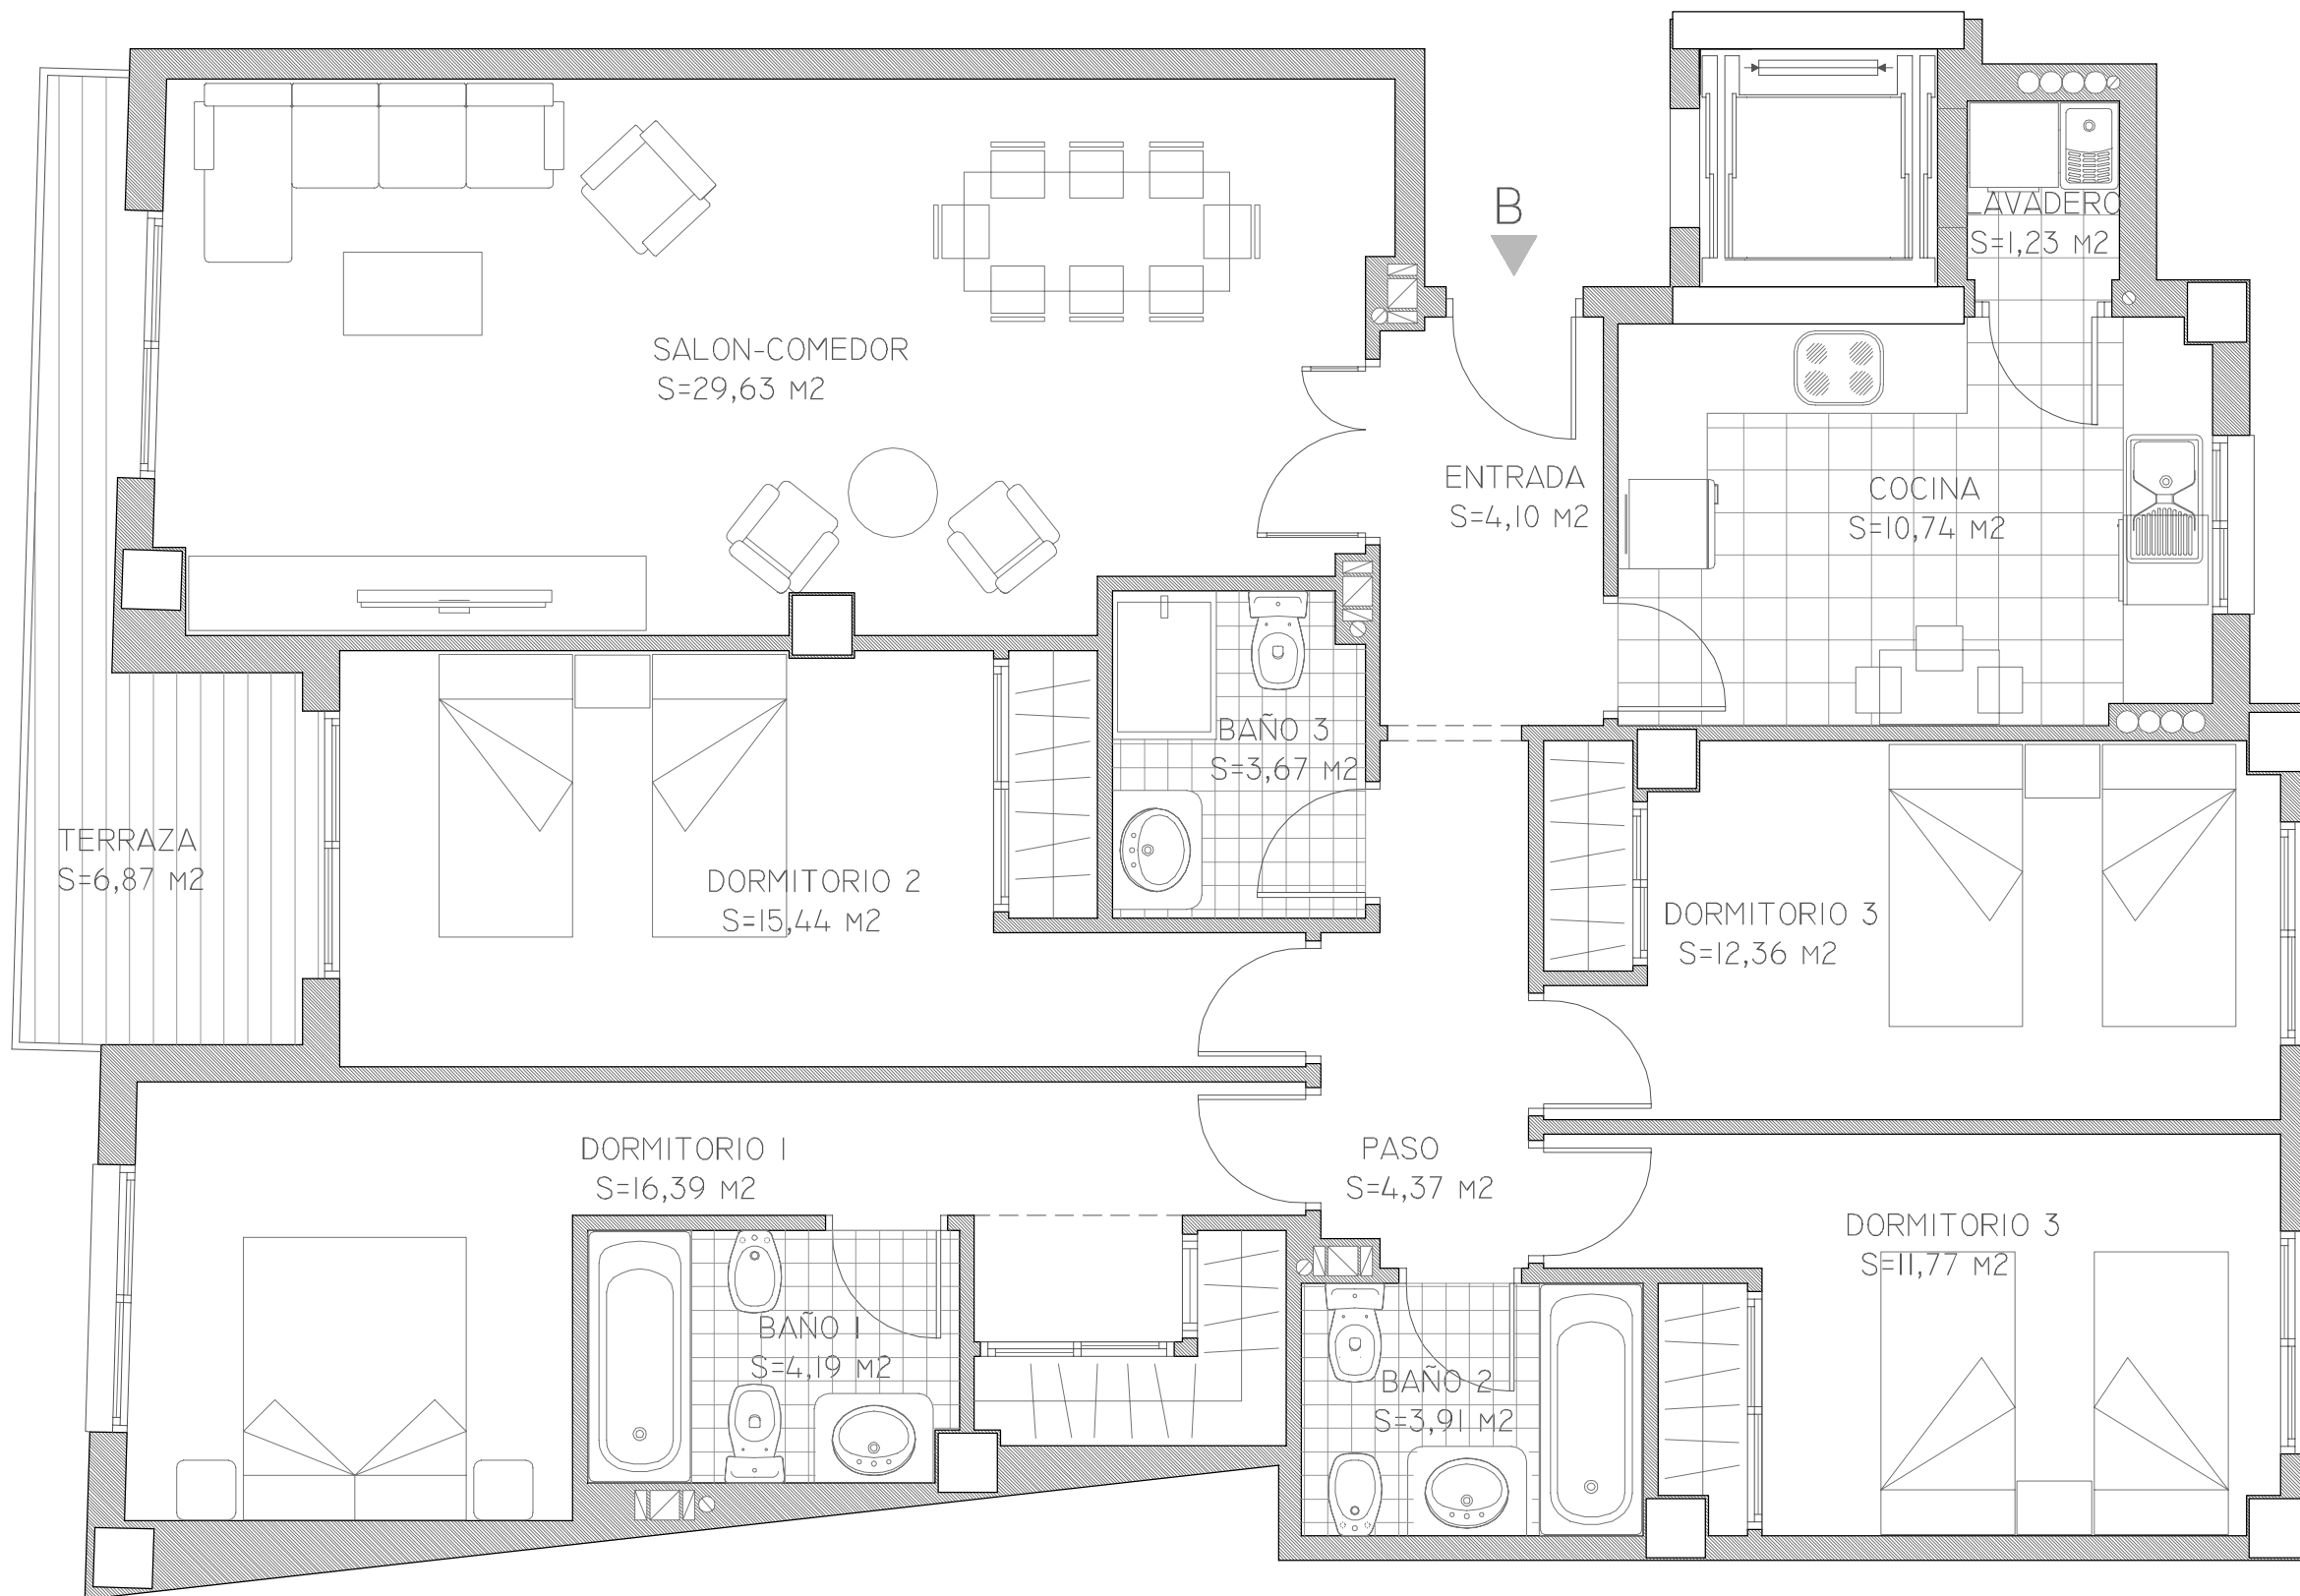 B
LAVADERO
S=1,23 M2
SALON-COMEDOR
S=29,63 M2
ENTRADA
S=4,10 M2
COCINA
S=10,74 M2
BAÑO 3
S=3,67 M2
TERRAZA
S=6,87 M2
DORMITORIO 2
S=15,44 M2
DORMITORIO 3
S=12,36 M2
DORMITORIO 1
S=16,39 M2
PASO
S=4,37 M2
DORMITORIO 3
S=11,77 M2
BAÑO 1
S=4,19 M2
BAÑO 2
S=3,91 M2